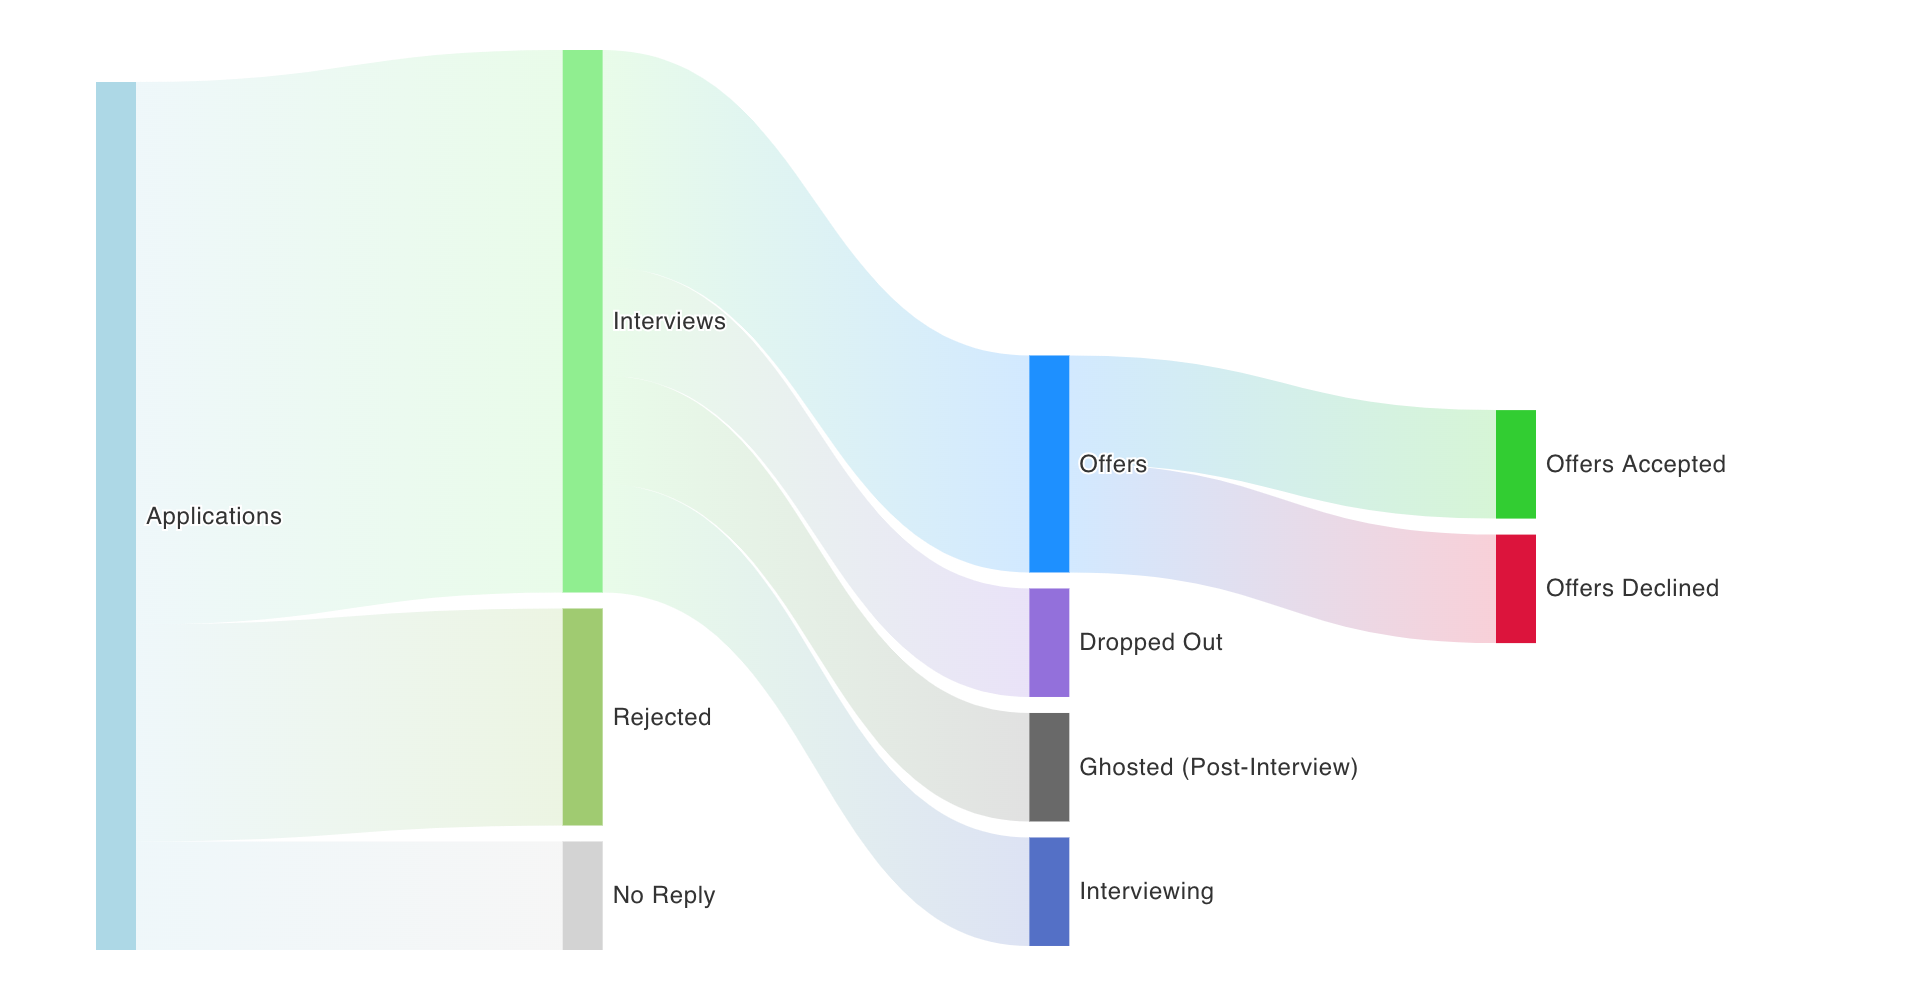 Applications
Interviews
Rejected
No Reply
Offers
Dropped Out
Ghosted (Post-Interview)
Interviewing
Offers Accepted
Offers Declined